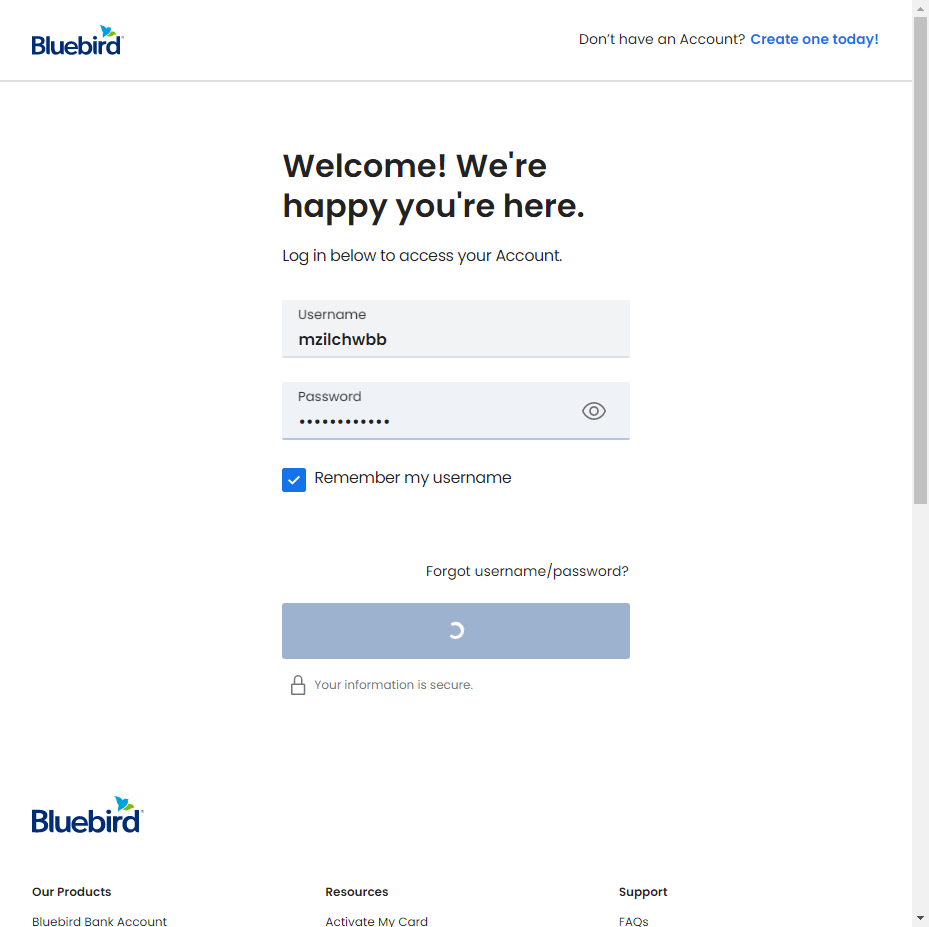 Bluebird
Don’t have an Account? Create one today!
Welcome! We're
happy you're here.
Log in below to access your Account.
Username
mzilchwbb
Password
••••••••••••
Remember my username
Forgot username/password?
Your information is secure.
Bluebird
Our Products
Resources
Support
Bluebird Bank Account
Activate My Card
FAQs